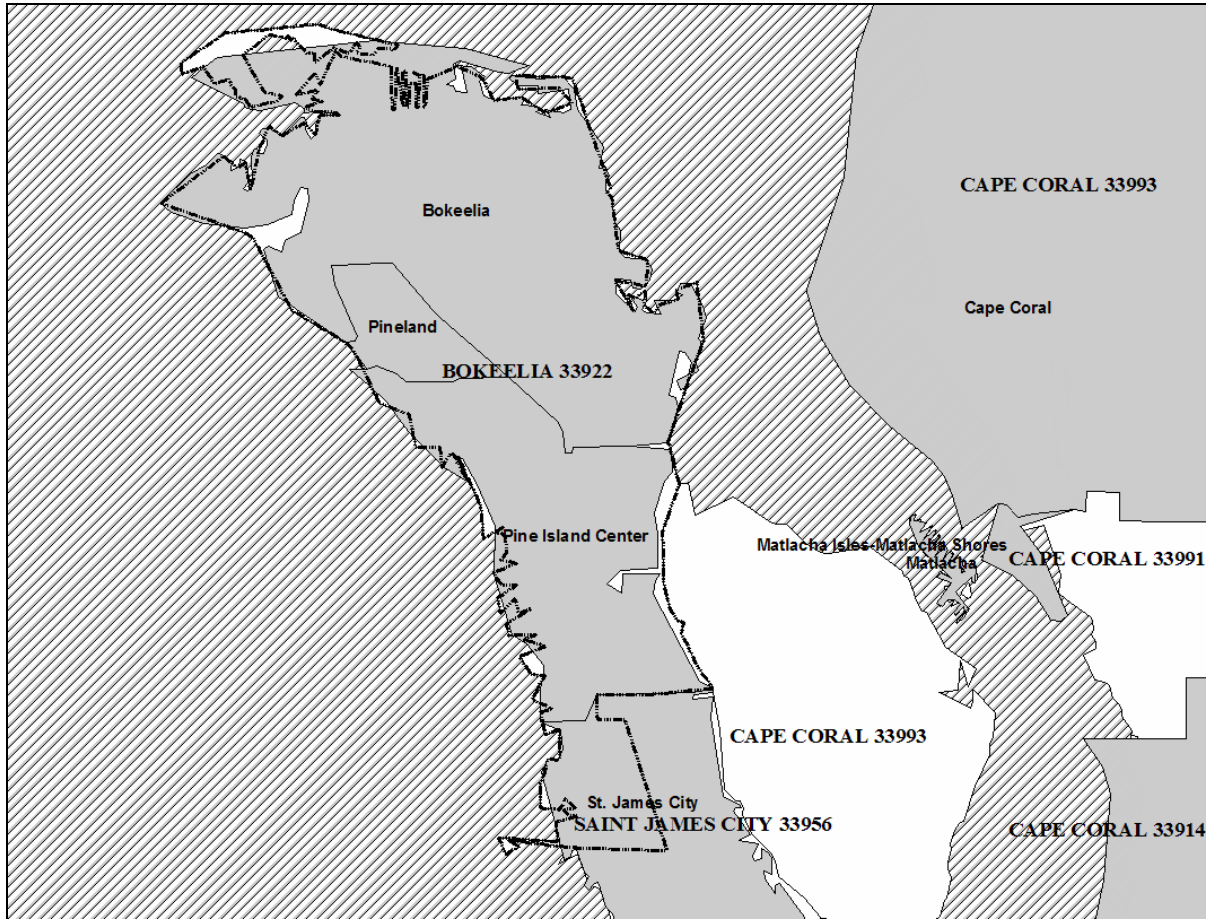 CAPE CORAL 33993
Bokeelia
Cape Coral
Pineland
BOKEELIA 33922
Pine Island Center
Matlacha Isles-Matlacha Shores
Matlacha
CAPE CORAL 33991
CAPE CORAL 33993
St. James City
SAINT JAMES CITY 33956
CAPE CORAL 33914